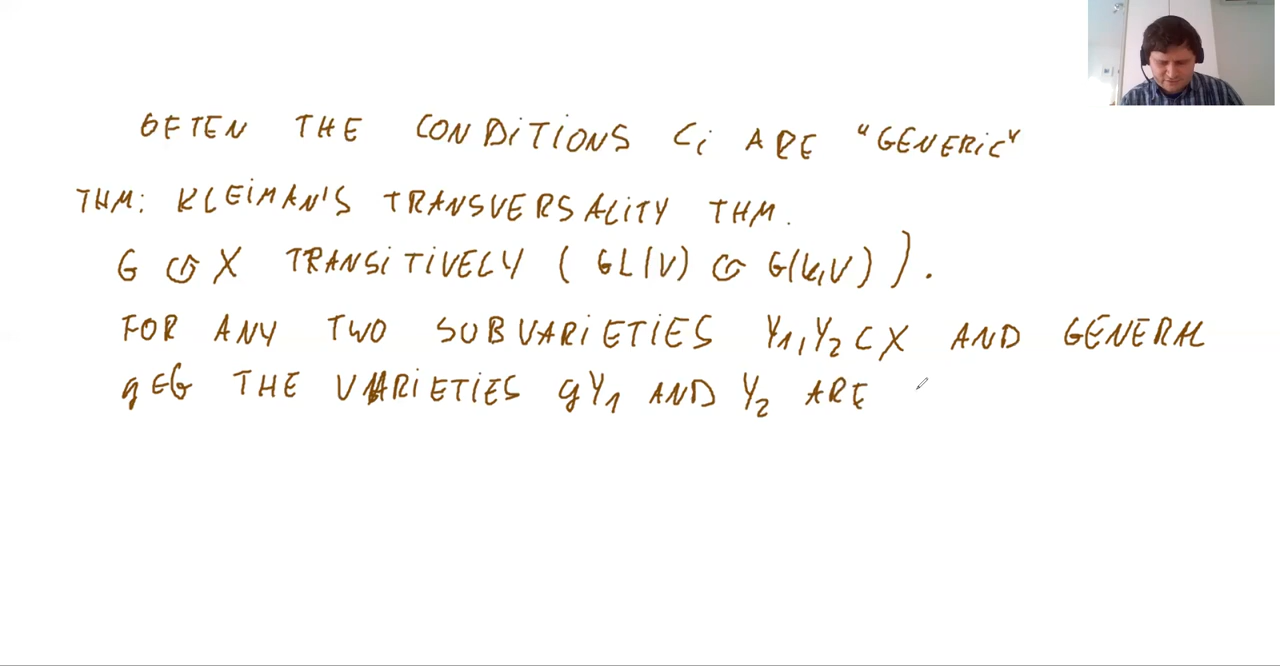 OFTEN THE CONDITIONS Ci ARE "GENERIC"
THM: KLEIMAN'S TRANSVERSALITY THM.
G ↺ X TRANSITIVELY (GL(V) ↺ G(k,V)).
FOR ANY TWO SUBVARIETIES Y₁,Y₂ ⊂ X AND GENERAL
g∈G THE VARIETIES gY₁ AND Y₂ ARE